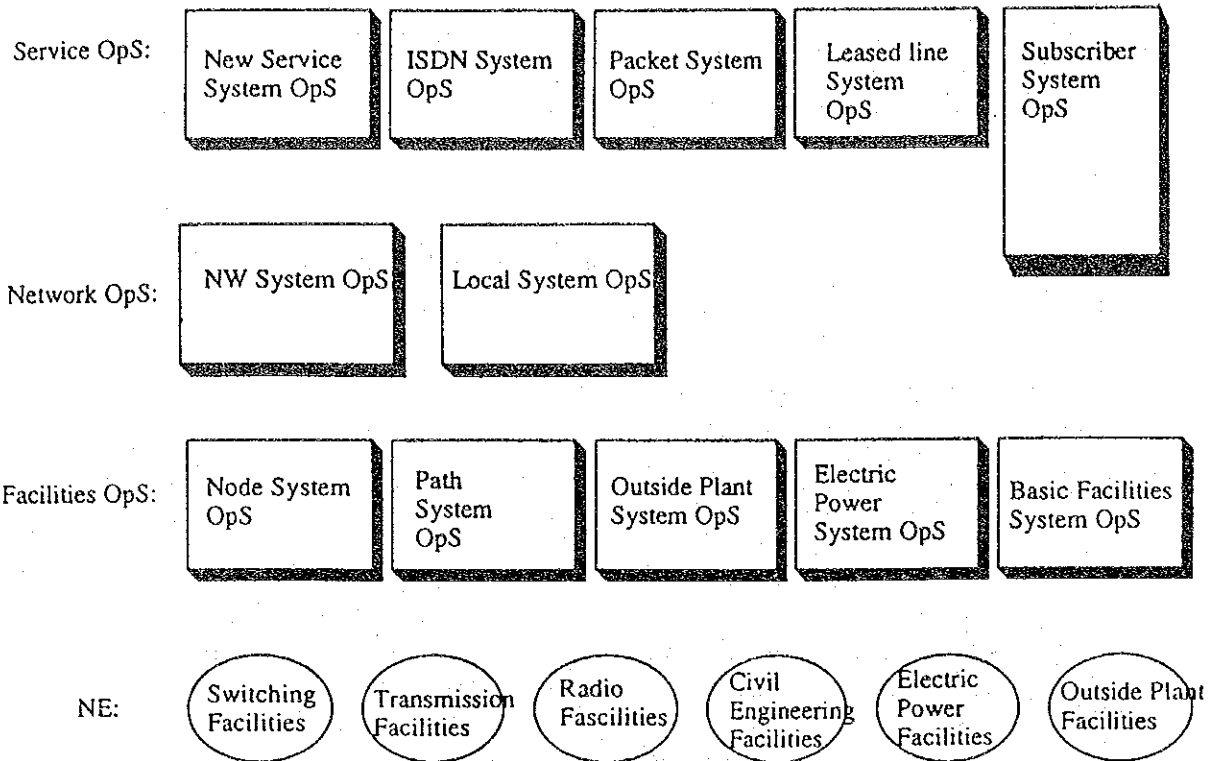 Service OpS:
New Service
System OpS
ISDN System
OpS
Packet System
OpS
Leased line
System
OpS
Subscriber
System
OpS
Network OpS:
NW System OpS
Local System OpS
Facilities OpS:
Node System
OpS
Path
System
OpS
Outside Plant
System OpS
Electric
Power
System OpS
Basic Facilities
System OpS
NE:
Switching
Facilities
Transmission
Facilities
Radio
Fascilities
Civil
Engineering
Facilities
Electric
Power
Facilities
Outside Plant
Facilities